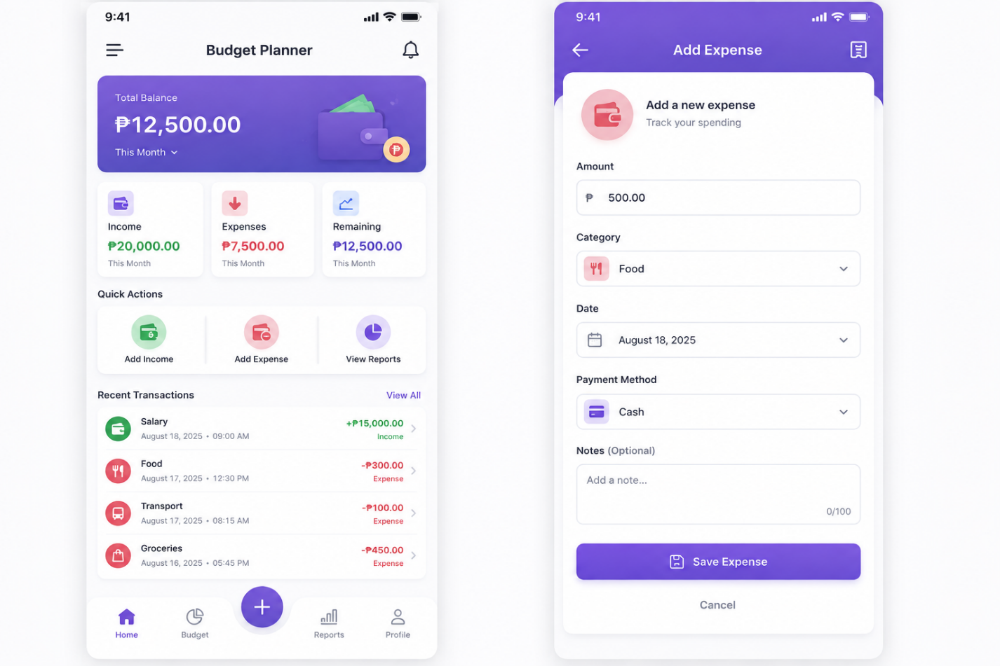 9:41
Budget Planner
Total Balance
₱12,500.00
This Month
Income
₱20,000.00
This Month
Expenses
₱7,500.00
This Month
Remaining
₱12,500.00
This Month
Quick Actions
Add Income
Add Expense
View Reports
Recent Transactions
View All
Salary
August 18, 2025 • 09:00 AM
+₱15,000.00
Income
Food
August 17, 2025 • 12:30 PM
-₱300.00
Expense
Transport
August 17, 2025 • 08:15 AM
-₱100.00
Expense
Groceries
August 16, 2025 • 05:45 PM
-₱450.00
Expense
Home
Budget
Reports
Profile
9:41
Add Expense
Add a new expense
Track your spending
Amount
₱ 500.00
Category
Food
Date
August 18, 2025
Payment Method
Cash
Notes (Optional)
Add a note...
0/100
Save Expense
Cancel